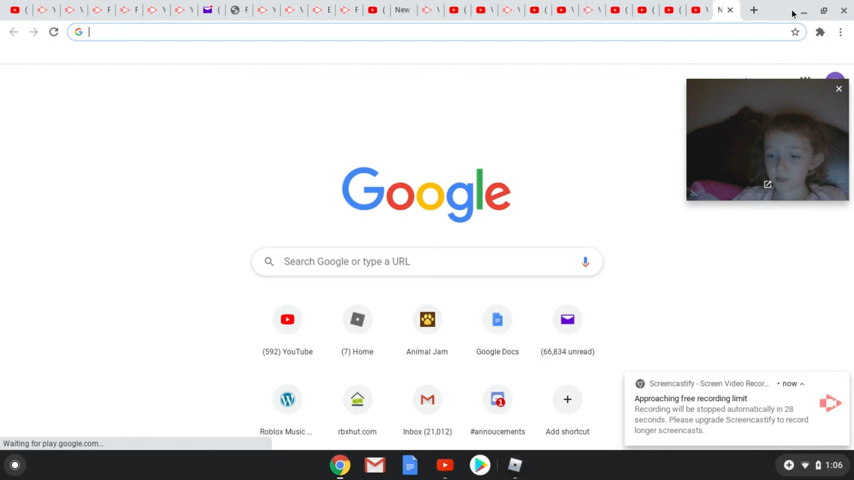 New
Google
Search Google or type a URL
(592) YouTube
(7) Home
Animal Jam
Google Docs
(66,834 unread)
Roblox Music ...
rbxhut.com
Inbox (21,012)
#annoucements
Add shortcut
Screencastify - Screen Video Recor... • now
Approaching free recording limit
Recording will be stopped automatically in 28
seconds. Please upgrade Screencastify to record
longer screencasts.
Waiting for play.google.com...
1:06